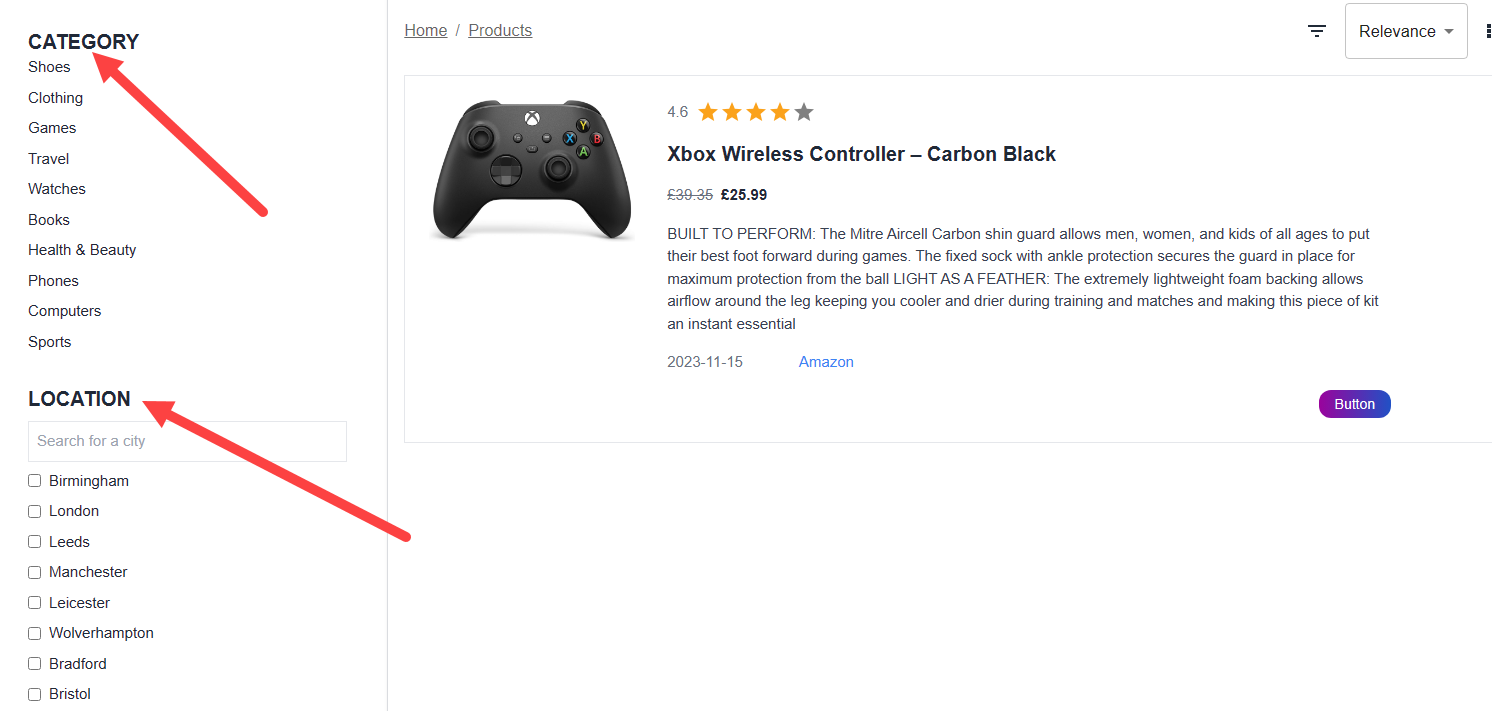 CATEGORY
Shoes
Clothing
Games
Travel
Watches
Books
Health & Beauty
Phones
Computers
Sports
LOCATION
Search for a city
Birmingham
London
Leeds
Manchester
Leicester
Wolverhampton
Bradford
Bristol
Home / Products
Relevance
4.6
X
Y
B
A
Xbox Wireless Controller – Carbon Black
£39.35 £25.99
BUILT TO PERFORM: The Mitre Aircell Carbon shin guard allows men, women, and kids of all ages to put
their best foot forward during games. The fixed sock with ankle protection secures the guard in place for
maximum protection from the ball LIGHT AS A FEATHER: The extremely lightweight foam backing allows
airflow around the leg keeping you cooler and drier during training and matches and making this piece of kit
an instant essential
2023-11-15 Amazon
Button